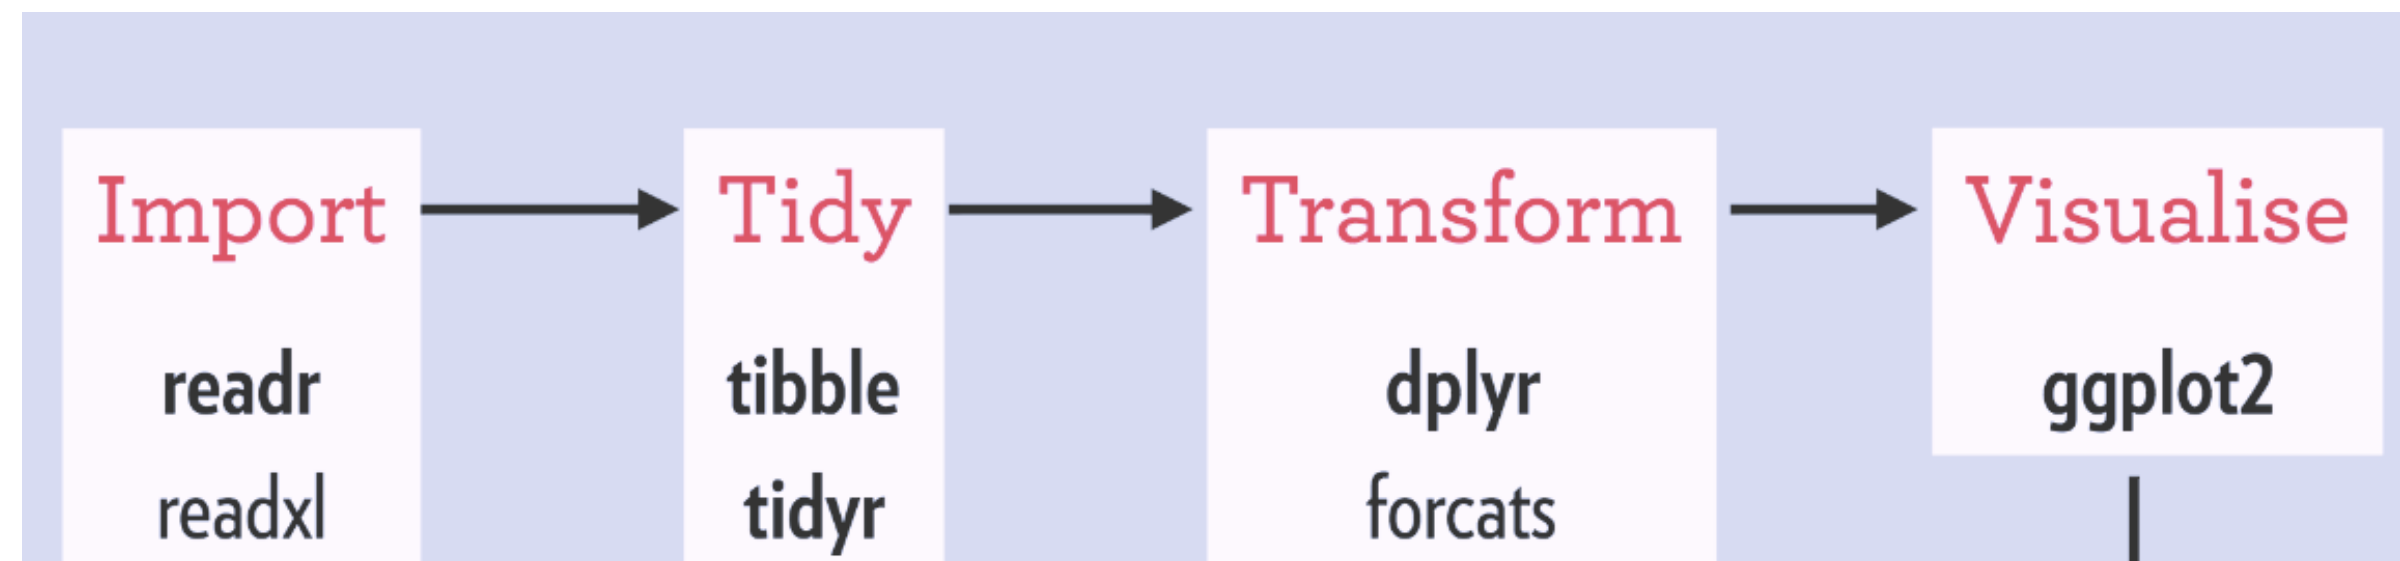 Import
readr
readxl
Tidy
tibble
tidyr
Transform
dplyr
forcats
Visualise
ggplot2